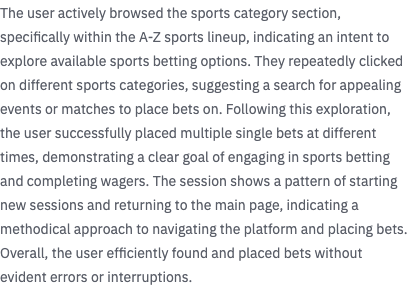 The user actively browsed the sports category section,
specifically within the A-Z sports lineup, indicating an intent to
explore available sports betting options. They repeatedly clicked
on different sports categories, suggesting a search for appealing
events or matches to place bets on. Following this exploration,
the user successfully placed multiple single bets at different
times, demonstrating a clear goal of engaging in sports betting
and completing wagers. The session shows a pattern of starting
new sessions and returning to the main page, indicating a
methodical approach to navigating the platform and placing bets.
Overall, the user efficiently found and placed bets without
evident errors or interruptions.